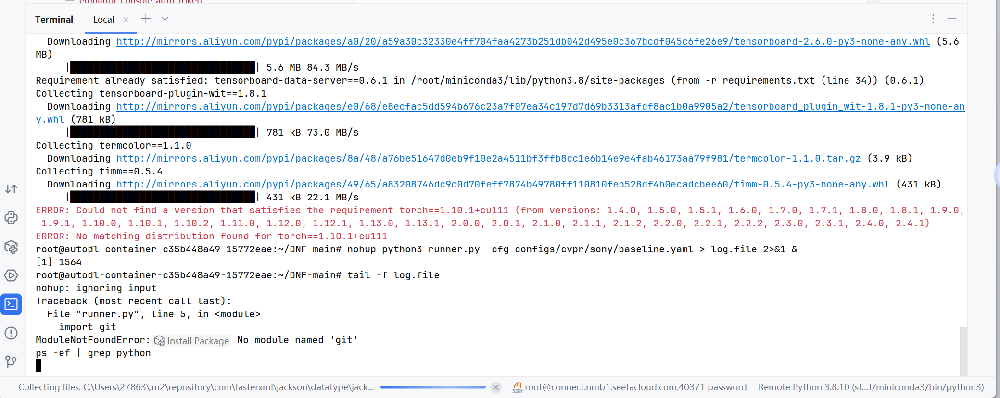 .emulator_console_auth_token
Terminal Local
Downloading http://mirrors.aliyun.com/pypi/packages/a0/20/a59a30c32330e4ff704faa4273b251db042d495e0c367bcdf045c6fe26e9/tensorboard-2.6.0-py3-none-any.whl (5.6
MB)
|████████████████████████████████| 5.6 MB 84.3 MB/s
Requirement already satisfied: tensorboard-data-server==0.6.1 in /root/miniconda3/lib/python3.8/site-packages (from -r requirements.txt (line 34)) (0.6.1)
Collecting tensorboard-plugin-wit==1.8.1
Downloading http://mirrors.aliyun.com/pypi/packages/e0/68/e8ecfac5dd594b676c23a7f07ea34c197d7d69b3313afdf8ac1b0a9905a2/tensorboard_plugin_wit-1.8.1-py3-none-an
y.whl (781 kB)
|████████████████████████████████| 781 kB 73.0 MB/s
Collecting termcolor==1.1.0
Downloading http://mirrors.aliyun.com/pypi/packages/8a/48/a76be51647d0eb9f10e2a4511bf3ffb8cc1e6b14e9e4fab46173aa79f981/termcolor-1.1.0.tar.gz (3.9 kB)
Collecting timm==0.5.4
Downloading http://mirrors.aliyun.com/pypi/packages/49/65/a83208746dc9c0d70feff7874b49780ff110810feb528df4b0ecadcbee60/timm-0.5.4-py3-none-any.whl (431 kB)
|████████████████████████████████| 431 kB 22.1 MB/s
ERROR: Could not find a version that satisfies the requirement torch==1.10.1+cu111 (from versions: 1.4.0, 1.5.0, 1.5.1, 1.6.0, 1.7.0, 1.7.1, 1.8.0, 1.8.1, 1.9.0,
1.9.1, 1.10.0, 1.10.1, 1.10.2, 1.11.0, 1.12.0, 1.12.1, 1.13.0, 1.13.1, 2.0.0, 2.0.1, 2.1.0, 2.1.1, 2.1.2, 2.2.0, 2.2.1, 2.2.2, 2.3.0, 2.3.1, 2.4.0, 2.4.1)
ERROR: No matching distribution found for torch==1.10.1+cu111
root@autodl-container-c35b448a49-15772eae:~/DNF-main# nohup python3 runner.py -cfg configs/cvpr/sony/baseline.yaml > log.file 2>&1 &
[1] 1564
root@autodl-container-c35b448a49-15772eae:~/DNF-main# tail -f log.file
nohup: ignoring input
Traceback (most recent call last):
File "runner.py", line 5, in <module>
import git
ModuleNotFoundError: Install Package No module named 'git'
ps -ef | grep python
Collecting files: C:\Users\27863\.m2\repository\com\fasterxml\jackson\datatype\jack... SSH root@connect.nmb1.seetacloud.com:40371 password Remote Python 3.8.10 (sf...t/miniconda3/bin/python3)